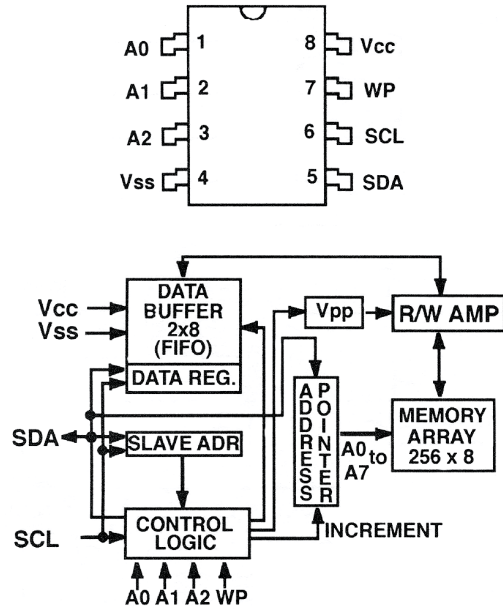 A0 1 8 Vcc
A1 2 7 WP
A2 3 6 SCL
Vss 4 5 SDA
DATA
BUFFER
2x8
(FIFO)
DATA REG.
Vcc
Vss
Vpp
R/W AMP
ADDRESS
POINTER
MEMORY
ARRAY
256 x 8
A0
to
A7
SDA
SLAVE ADR
INCREMENT
SCL
CONTROL
LOGIC
A0 A1 A2 WP